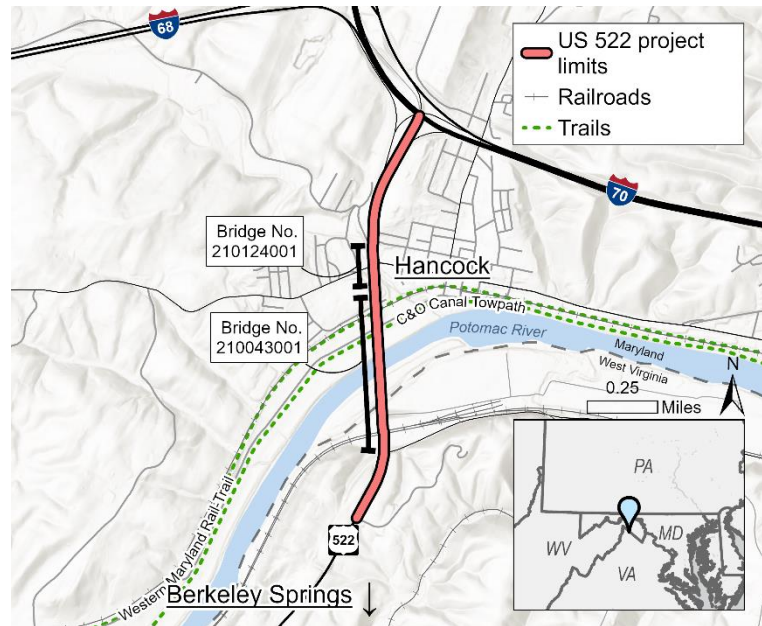 68
US 522 project
limits
Railroads
Trails
70
Bridge No.
210124001
Hancock
C&O Canal Towpath
Bridge No.
210043001
Potomac River
Maryland
West Virginia
N
0.25
Miles
Western Maryland Rail-Trail
522
Berkeley Springs
PA
WV
MD
VA